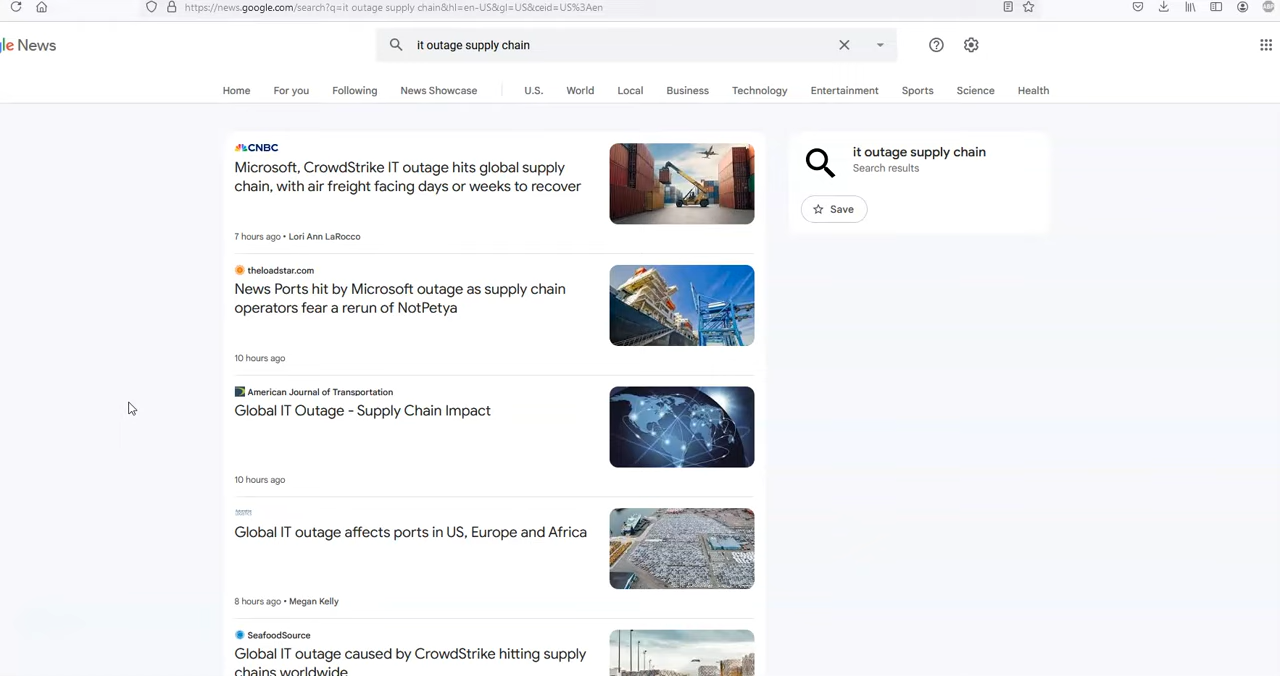 https://news.google.com/search?q=it outage supply chain&hl=en-US&gl=US&ceid=US%3Aen
le News
it outage supply chain
Home For you Following News Showcase U.S. World Local Business Technology Entertainment Sports Science Health
CNBC
Microsoft, CrowdStrike IT outage hits global supply
chain, with air freight facing days or weeks to recover
7 hours ago • Lori Ann LaRocco
it outage supply chain
Search results
Save
theloadstar.com
News Ports hit by Microsoft outage as supply chain
operators fear a rerun of NotPetya
10 hours ago
American Journal of Transportation
Global IT Outage - Supply Chain Impact
10 hours ago
Global IT outage affects ports in US, Europe and Africa
8 hours ago • Megan Kelly
SeafoodSource
Global IT outage caused by CrowdStrike hitting supply
chains worldwide